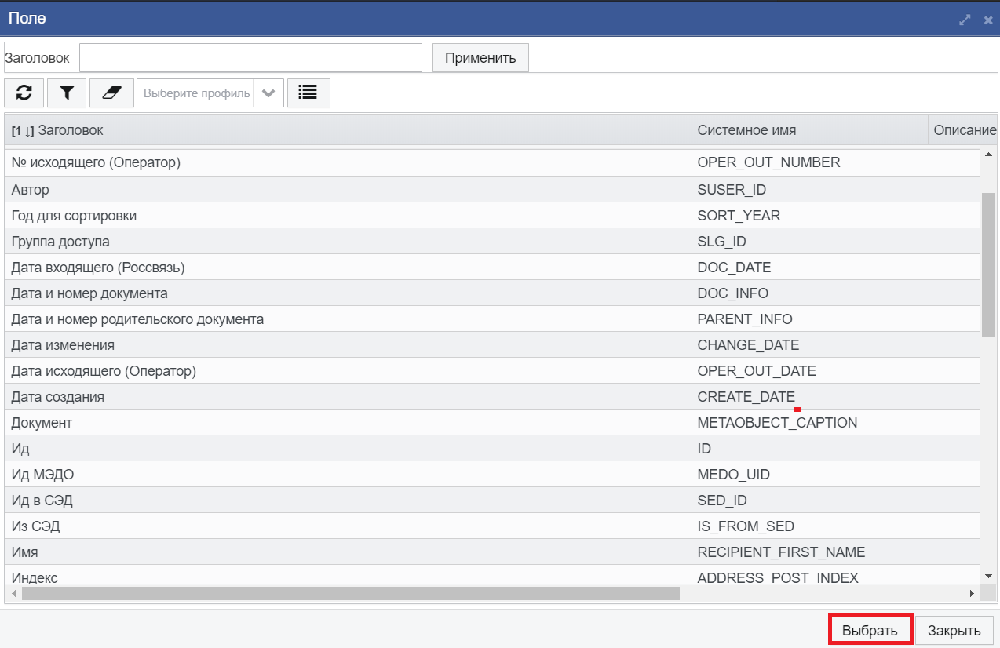 Поле
Заголовок Применить
Выберите профиль
[1 ↓] Заголовок Системное имя Описание
№ исходящего (Оператор) OPER_OUT_NUMBER
Автор SUSER_ID
Год для сортировки SORT_YEAR
Группа доступа SLG_ID
Дата входящего (Россвязь) DOC_DATE
Дата и номер документа DOC_INFO
Дата и номер родительского документа PARENT_INFO
Дата изменения CHANGE_DATE
Дата исходящего (Оператор) OPER_OUT_DATE
Дата создания CREATE_DATE
Документ METAOBJECT_CAPTION
Ид ID
Ид МЭДО MEDO_UID
Ид в СЭД SED_ID
Из СЭД IS_FROM_SED
Имя RECIPIENT_FIRST_NAME
Индекс ADDRESS_POST_INDEX
Выбрать Закрыть